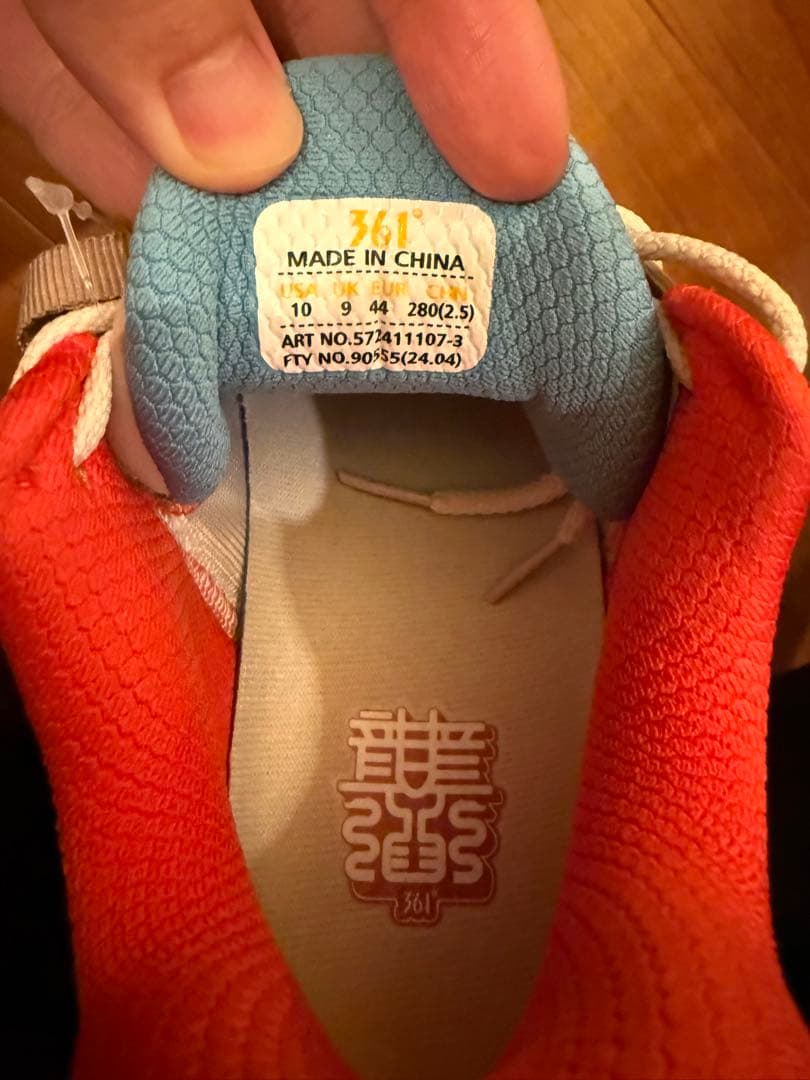 361°
MADE IN CHINA
USA UK EUR CHN
10 9 44 280(2.5)
ART NO.572411107-3
FTY NO.90555(24.04)
361°